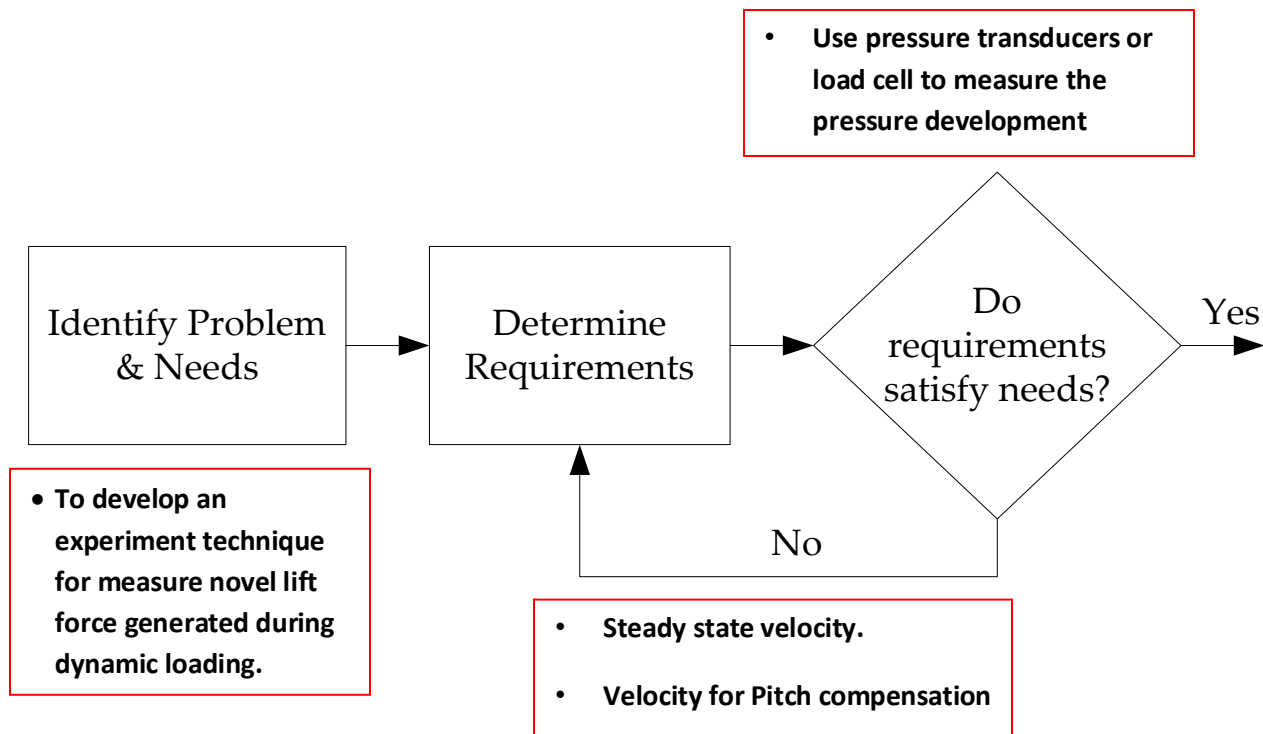 • Use pressure transducers or
load cell to measure the
pressure development
Identify Problem
& Needs
Determine
Requirements
Do
requirements
satisfy needs?
Yes
No
• To develop an
experiment technique
for measure novel lift
force generated during
dynamic loading.
• Steady state velocity.
• Velocity for Pitch compensation